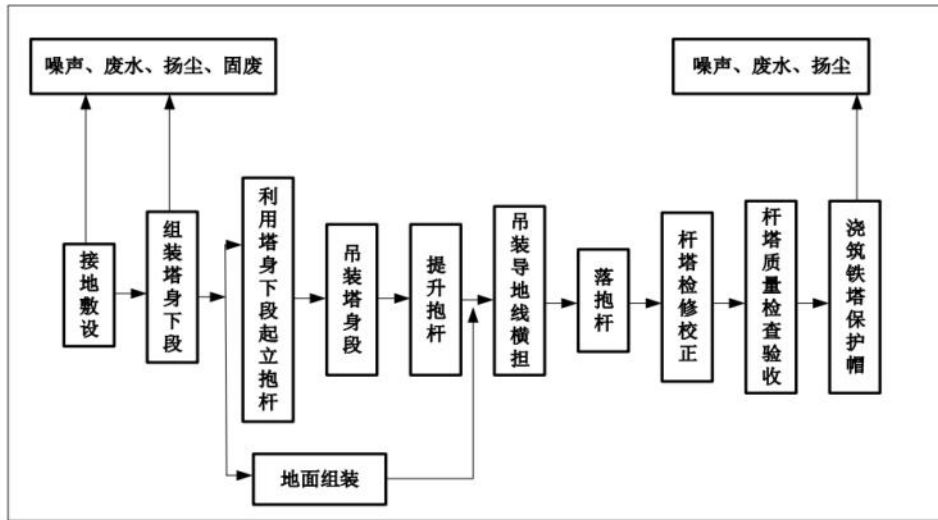 噪声、废水、扬尘、固废
噪声、废水、扬尘
接地敷设
组装塔身下段
利用塔身下段起立抱杆
吊装塔身段
提升抱杆
吊装导地线横担
落抱杆
杆塔检修校正
杆塔质量检查验收
浇筑铁塔保护帽
地面组装